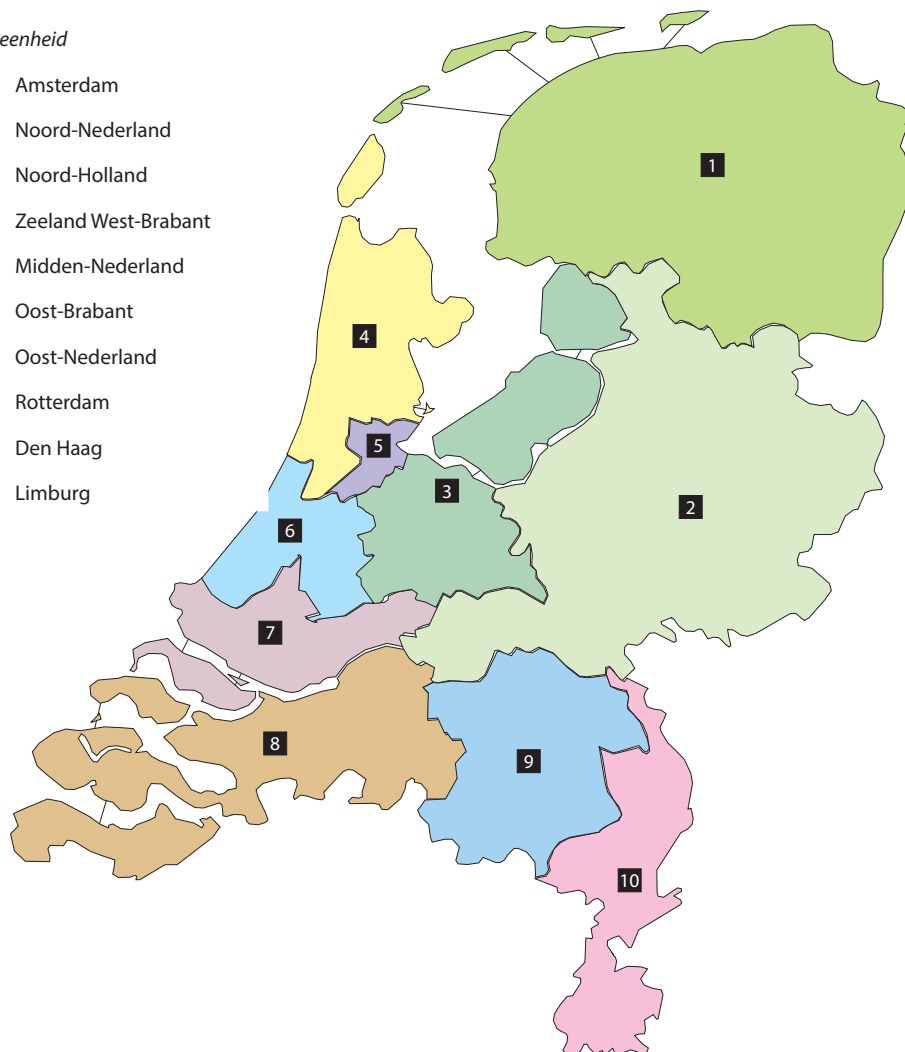 eenheid
Amsterdam
Noord-Nederland
Noord-Holland
Zeeland West-Brabant
Midden-Nederland
Oost-Brabant
Oost-Nederland
Rotterdam
Den Haag
Limburg
1
4
5
3
2
6
7
8
9
10